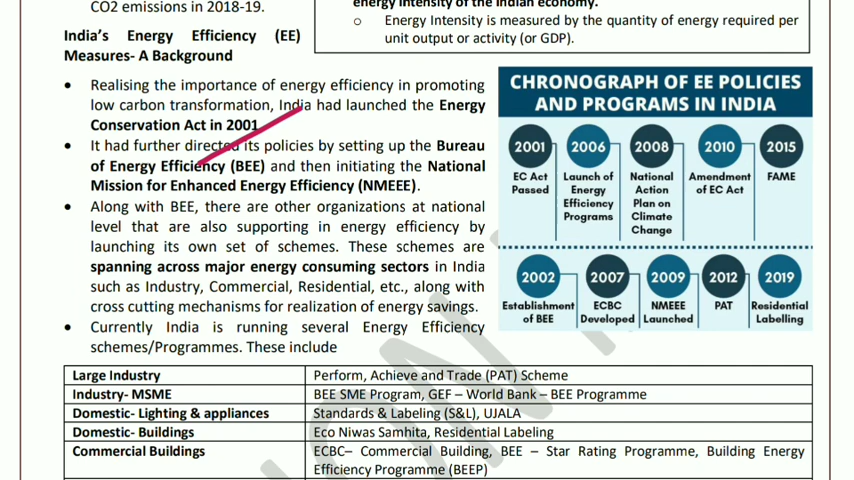 CO2 emissions in 2018-19.
energy intensity of the Indian economy.
o Energy Intensity is measured by the quantity of energy required per
unit output or activity (or GDP).
India's Energy Efficiency (EE)
Measures- A Background
• Realising the importance of energy efficiency in promoting
low carbon transformation, India had launched the Energy
Conservation Act in 2001
• It had further directed its policies by setting up the Bureau
of Energy Efficiency (BEE) and then initiating the National
Mission for Enhanced Energy Efficiency (NMEEE).
• Along with BEE, there are other organizations at national
level that are also supporting in energy efficiency by
launching its own set of schemes. These schemes are
spanning across major energy consuming sectors in India
such as Industry, Commercial, Residential, etc., along with
cross cutting mechanisms for realization of energy savings.
• Currently India is running several Energy Efficiency
schemes/Programmes. These include
CHRONOGRAPH OF EE POLICIES
AND PROGRAMS IN INDIA
2001 2006 2008 2010 2015
EC Act Launch of National Amendment FAME
Passed Energy Action of EC Act
Efficiency Plan on
Programs Climate
Change
2002 2007 2009 2012 2019
Establishment ECBC NMEEE PAT Residential
of BEE Developed Launched Labelling
Large Industry Perform, Achieve and Trade (PAT) Scheme
Industry- MSME BEE SME Program, GEF – World Bank – BEE Programme
Domestic- Lighting & appliances Standards & Labeling (S&L), UJALA
Domestic- Buildings Eco Niwas Samhita, Residential Labeling
Commercial Buildings ECBC– Commercial Building, BEE – Star Rating Programme, Building Energy
Efficiency Programme (BEEP)